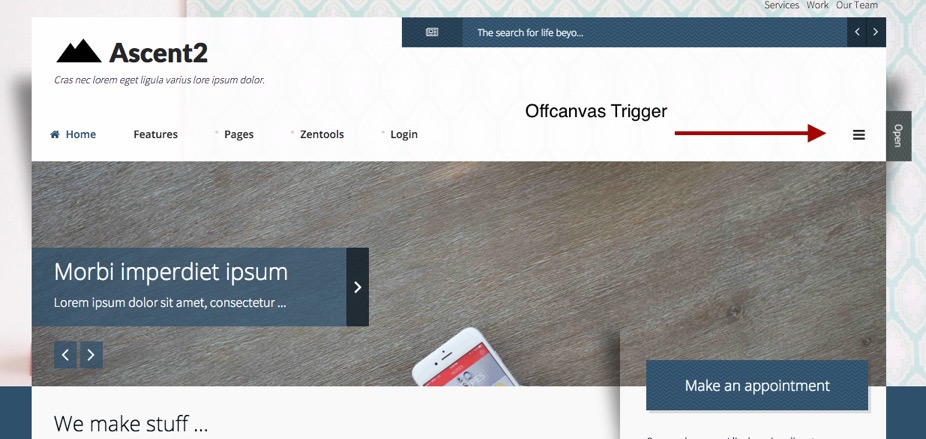 Services Work Our Team
The search for life beyo...
Ascent2
Cras nec lorem eget ligula varius lore ipsum dolor.
Offcanvas Trigger
Home Features Pages Zentools Login
Open
Morbi imperdiet ipsum
Lorem ipsum dolor sit amet, consectetur ...
Make an appointment
We make stuff ...